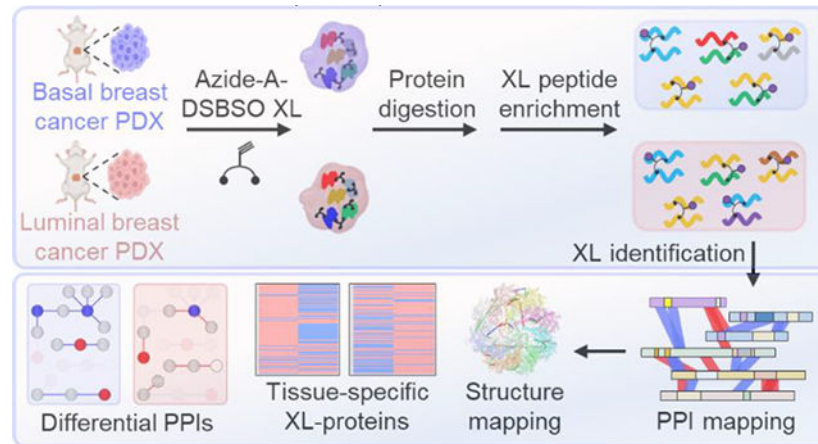 Basal breast
cancer PDX
Luminal breast
cancer PDX
Azide-A-
DSBSO XL
Protein
digestion
XL peptide
enrichment
XL identification
Differential PPIs
Tissue-specific
XL-proteins
Structure
mapping
PPI mapping